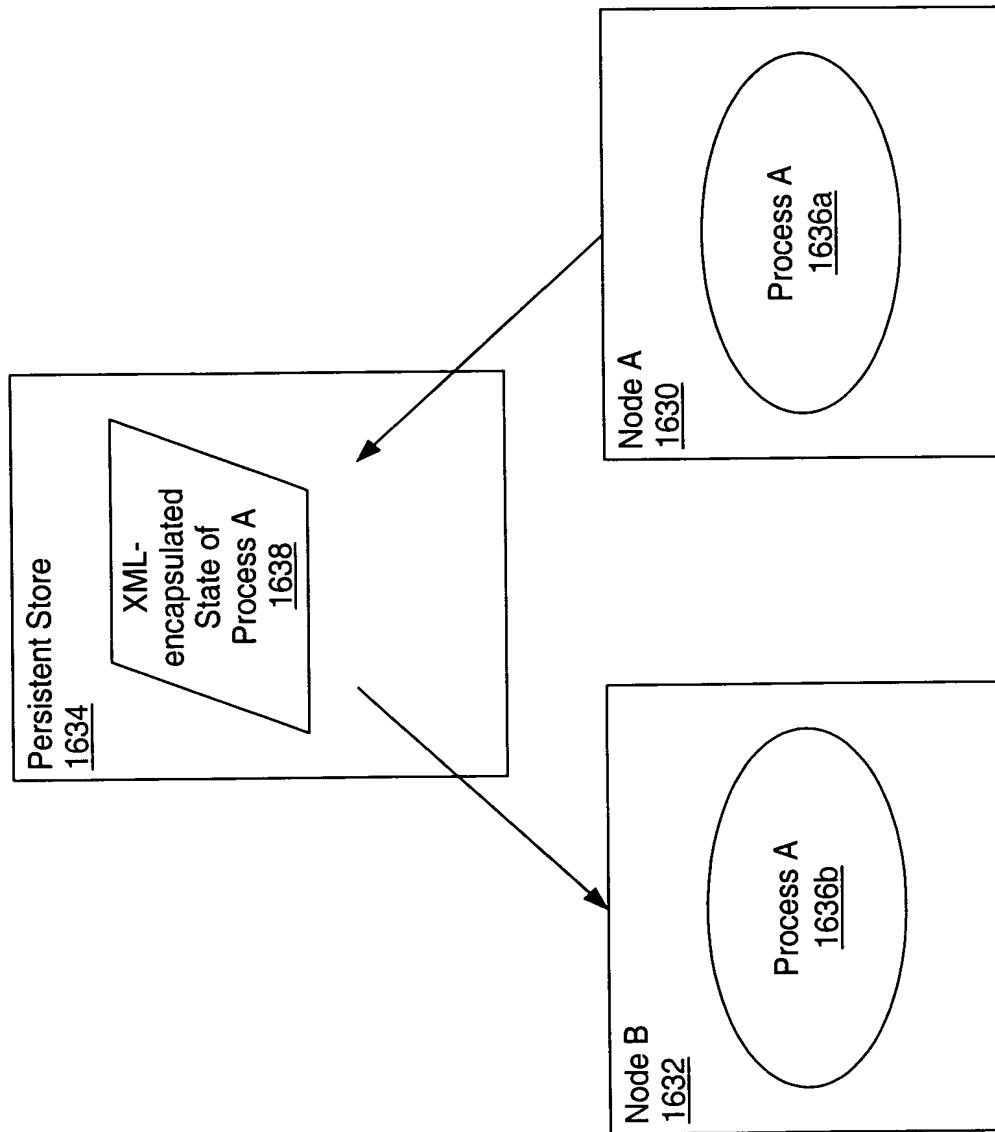 Persistent Store
1634
XML-
encapsulated
State of
Process A
1638
Node A
1630
Process A
1636a
Node B
1632
Process A
1636b